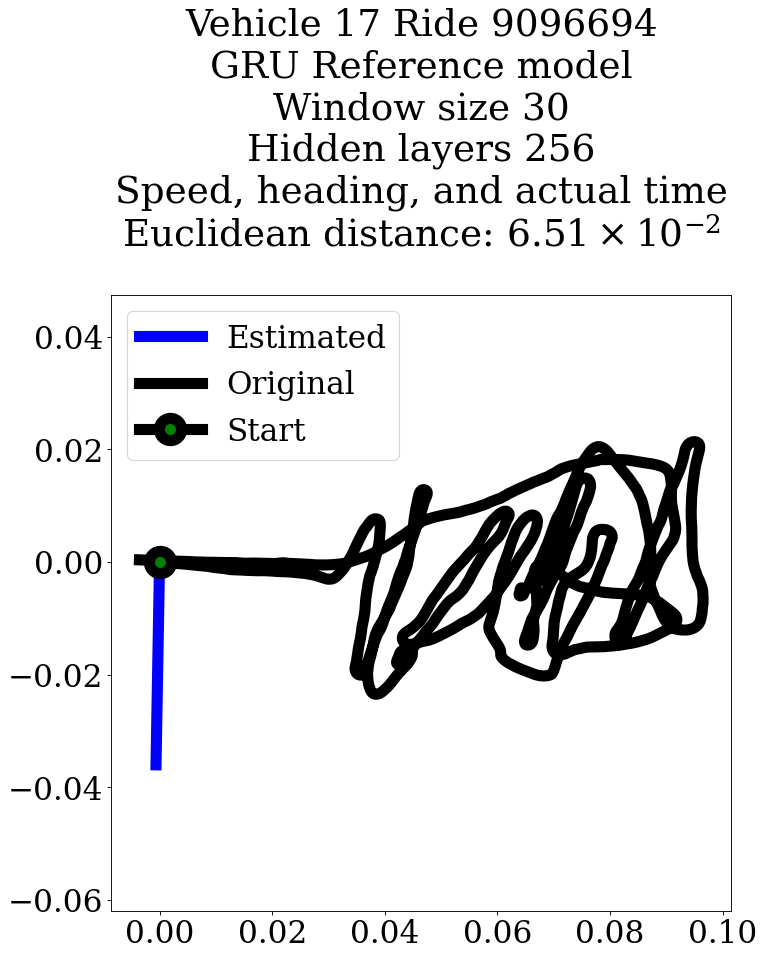 Vehicle 17 Ride 9096694
GRU Reference model
Window size 30
Hidden layers 256
Speed, heading, and actual time
Euclidean distance: 6.51 × 10⁻²
Estimated
Original
Start
0.04
0.02
0.00
−0.02
−0.04
−0.06
0.00 0.02 0.04 0.06 0.08 0.10